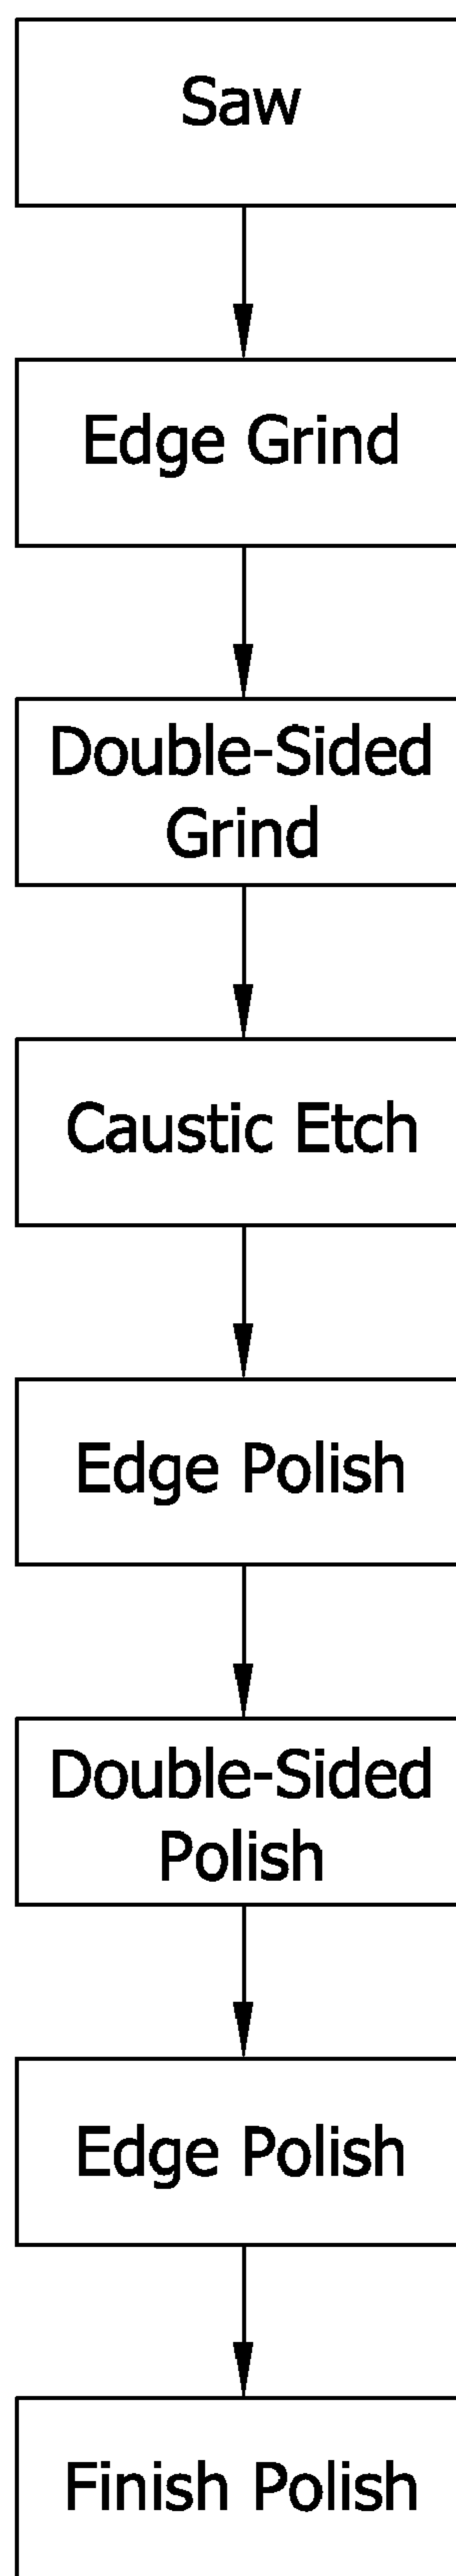 Saw
Edge Grind
Double-Sided
Grind
Caustic Etch
Edge Polish
Double-Sided
Polish
Edge Polish
Finish Polish